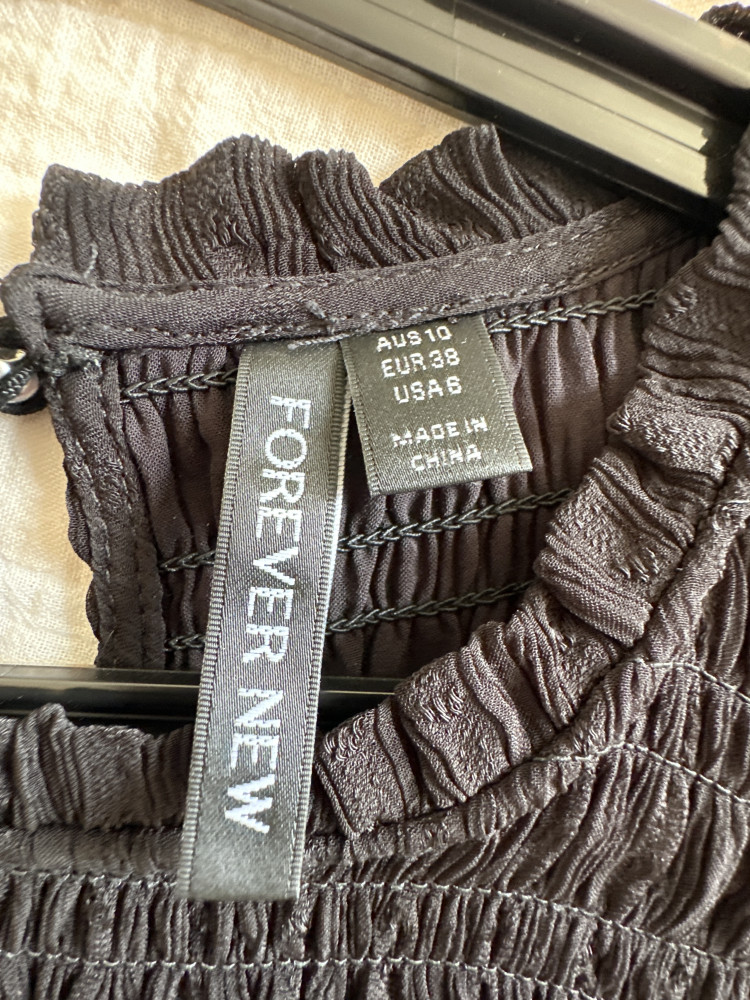 AUS 10
EUR 38
USA 6
MADE IN
CHINA
FOREVER NEW